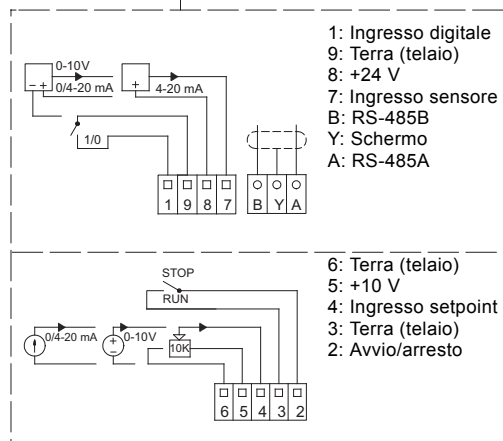 0-10V
0/4-20 mA
4-20 mA
1/0
1 9 8 7
B Y A
1: Ingresso digitale
9: Terra (telaio)
8: +24 V
7: Ingresso sensore
B: RS-485B
Y: Schermo
A: RS-485A
STOP
RUN
0/4-20 mA
0-10V
10K
6 5 4 3 2
6: Terra (telaio)
5: +10 V
4: Ingresso setpoint
3: Terra (telaio)
2: Avvio/arresto